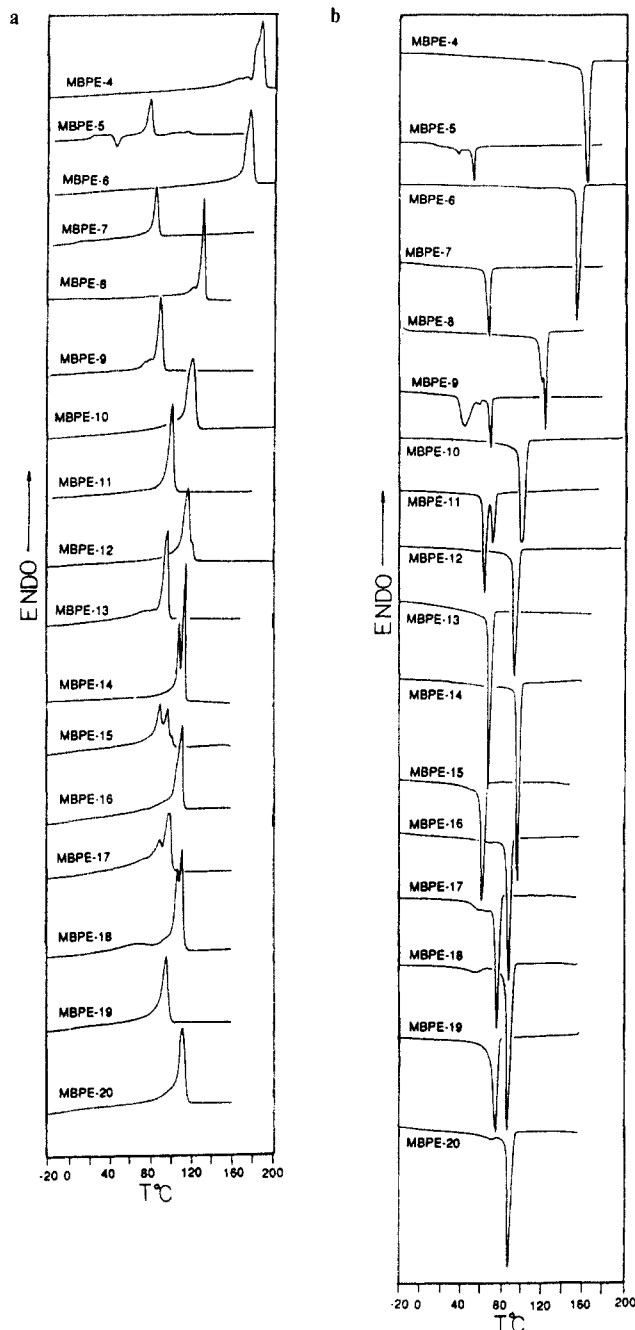 a
MBPE-4
MBPE-5
MBPE-6
MBPE-7
MBPE-8
MBPE-9
MBPE-10
MBPE-11
MBPE-12
MBPE-13
MBPE-14
MBPE-15
MBPE-16
MBPE-17
MBPE-18
MBPE-19
MBPE-20
ENDO
-20 0 40 80 120 160 200
T°C
b
MBPE-4
MBPE-5
MBPE-6
MBPE-7
MBPE-8
MBPE-9
MBPE-10
MBPE-11
MBPE-12
MBPE-13
MBPE-14
MBPE-15
MBPE-16
MBPE-17
MBPE-18
MBPE-19
MBPE-20
ENDO
-20 0 40 80 120 160 200
T°C